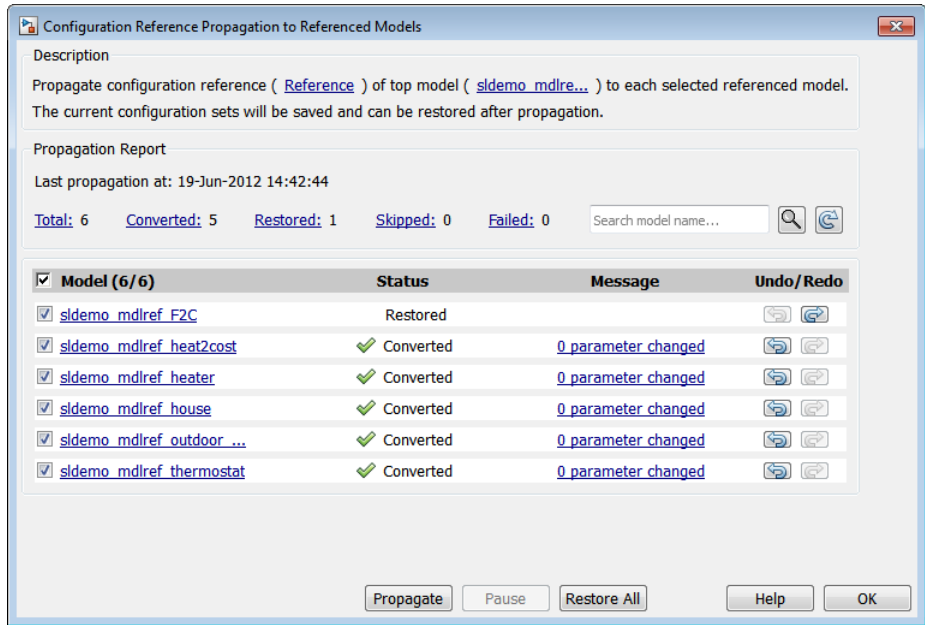 Configuration Reference Propagation to Referenced Models
Description
Propagate configuration reference ( Reference ) of top model ( sldemo_mdlre... ) to each selected referenced model.
The current configuration sets will be saved and can be restored after propagation.
Propagation Report
Last propagation at: 19-Jun-2012 14:42:44
Total: 6 Converted: 5 Restored: 1 Skipped: 0 Failed: 0 Search model name...
Model (6/6) Status Message Undo/Redo
sldemo_mdlref_F2C Restored
sldemo_mdlref_heat2cost Converted 0 parameter changed
sldemo_mdlref_heater Converted 0 parameter changed
sldemo_mdlref_house Converted 0 parameter changed
sldemo_mdlref_outdoor_... Converted 0 parameter changed
sldemo_mdlref_thermostat Converted 0 parameter changed
Propagate Pause Restore All Help OK